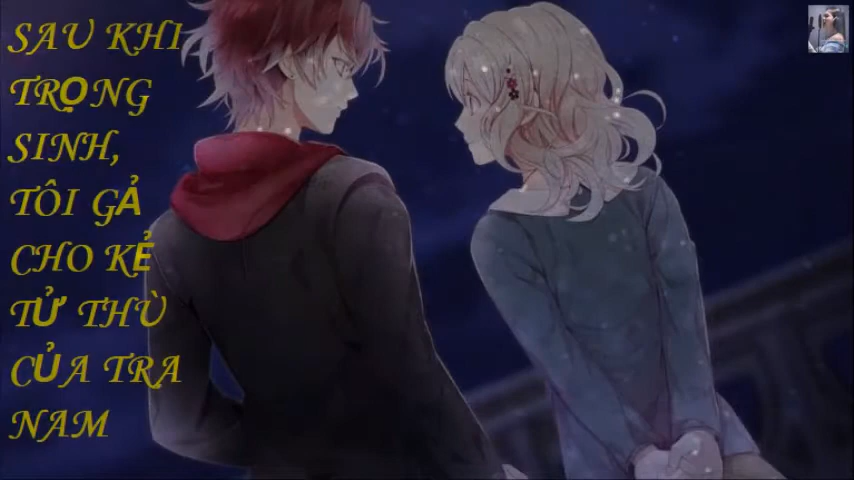 SAU KHI
TRỌNG
SINH,
TÔI GẢ
CHO KẺ
TỬ THÙ
CỦA TRA
NAM